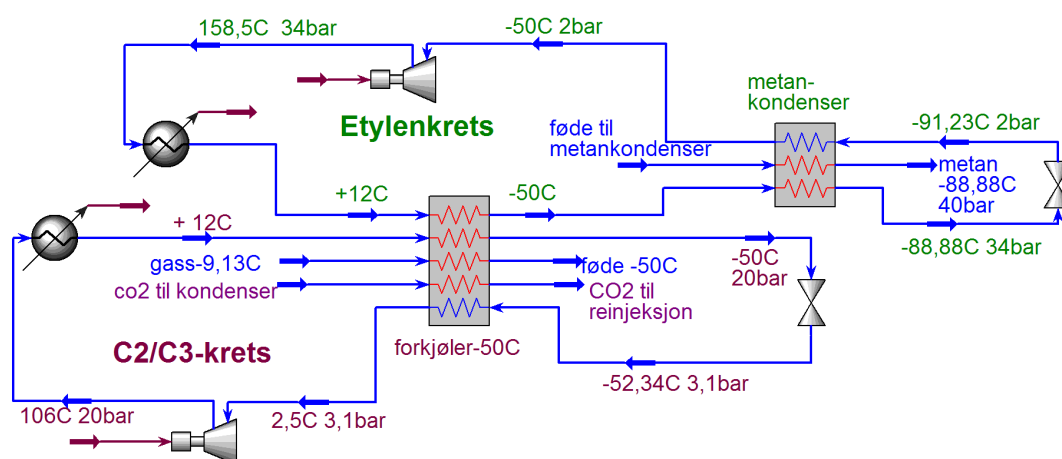 158,5C 34bar
-50C 2bar
metan-
kondenser
Etylenkrets
føde til
metankondenser
-91,23C 2bar
metan
-88,88C
40bar
+12C
-50C
-88,88C 34bar
+ 12C
-50C
20bar
gass-9,13C
føde -50C
co2 til kondenser
CO2 til
reinjeksjon
C2/C3-krets
forkjøler-50C
-52,34C 3,1bar
106C 20bar
2,5C 3,1bar